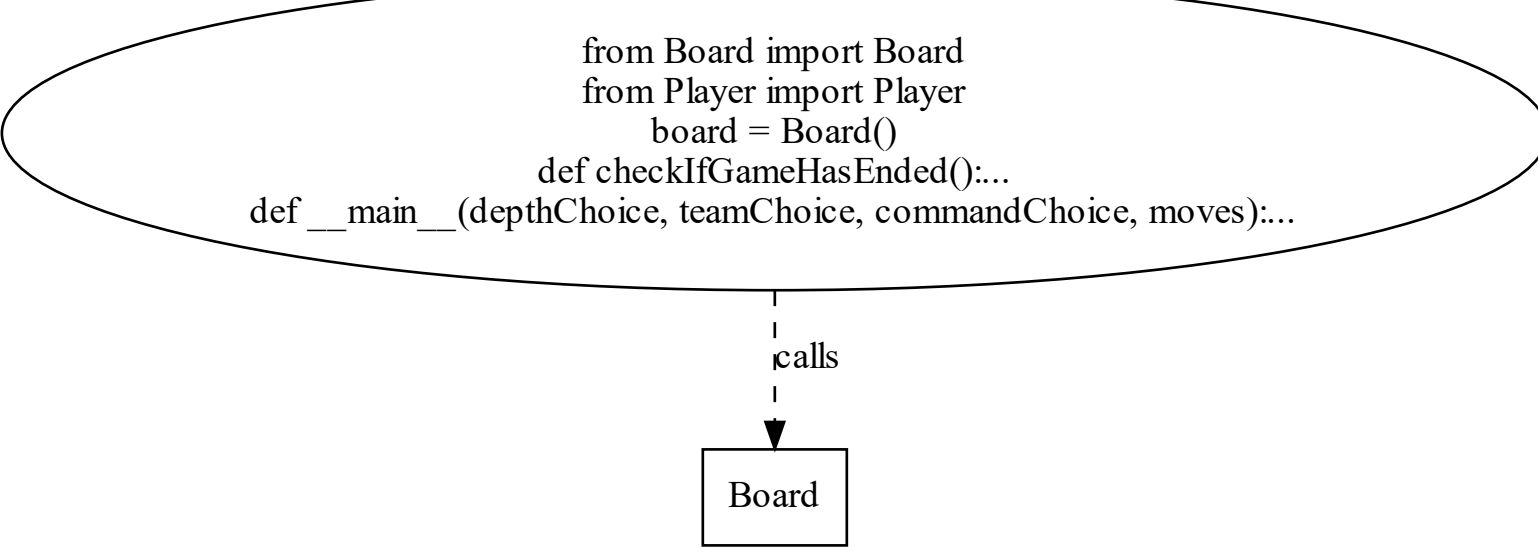 from Board import Board
from Player import Player
board = Board()
def checkIfGameHasEnded():...
def __main__(depthChoice, teamChoice, commandChoice, moves):...
calls
Board